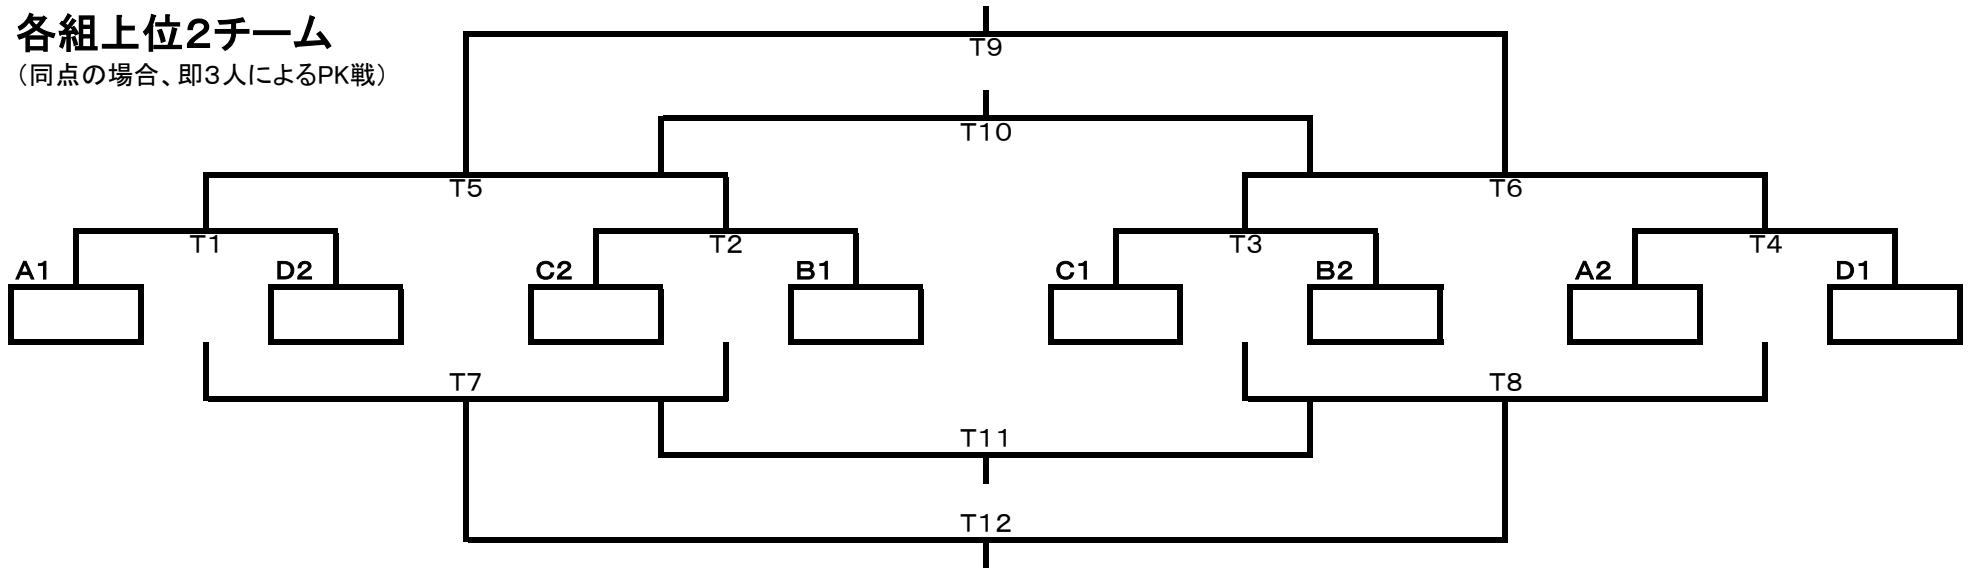 各組上位２チーム
（同点の場合、即３人によるPK戦）
T9
T10
T5
T6
T1
T2
T3
T4
A1
D2
C2
B1
C1
B2
A2
D1
T7
T8
T11
T12